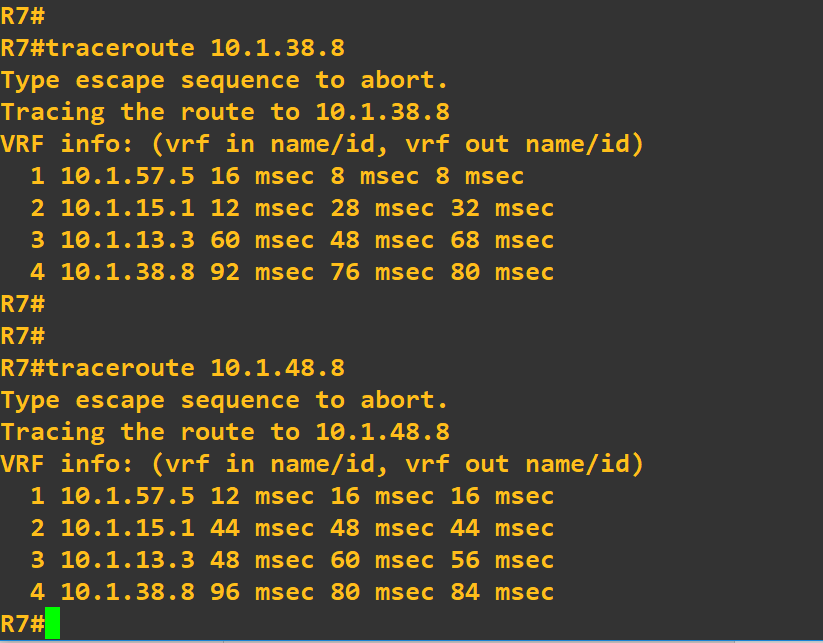 R7#
R7#traceroute 10.1.38.8
Type escape sequence to abort.
Tracing the route to 10.1.38.8
VRF info: (vrf in name/id, vrf out name/id)
  1 10.1.57.5 16 msec 8 msec 8 msec
  2 10.1.15.1 12 msec 28 msec 32 msec
  3 10.1.13.3 60 msec 48 msec 68 msec
  4 10.1.38.8 92 msec 76 msec 80 msec
R7#
R7#
R7#traceroute 10.1.48.8
Type escape sequence to abort.
Tracing the route to 10.1.48.8
VRF info: (vrf in name/id, vrf out name/id)
  1 10.1.57.5 12 msec 16 msec 16 msec
  2 10.1.15.1 44 msec 48 msec 44 msec
  3 10.1.13.3 48 msec 60 msec 56 msec
  4 10.1.38.8 96 msec 80 msec 84 msec
R7#